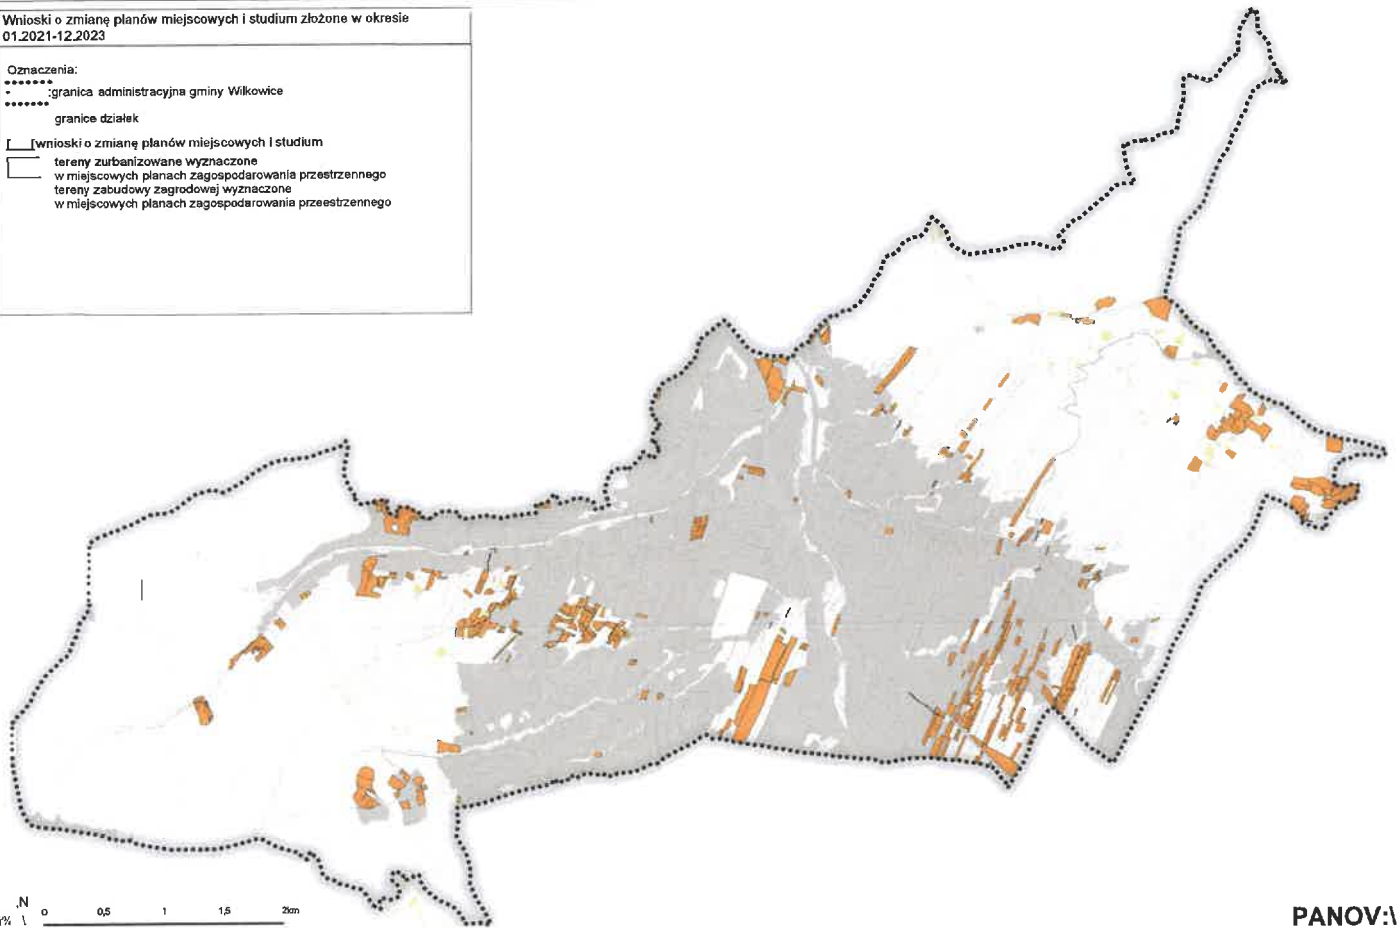 Wnioski o zmianę planów miejscowych i studium złożone w okresie
01.2021-12.2023
Oznaczenia:
:granica administracyjna gminy Wilkowice
granice działek
[__[wnioski o zmianę planów miejscowych I studium
tereny zurbanizowane wyznaczone
w miejscowych planach zagospodarowania przestrzennego
tereny zabudowy zagrodowej wyznaczone
w miejscowych planach zagospodarowania przeestrzennego
,N
% \
0 0,5 1 1,5 2km
PANOV:\